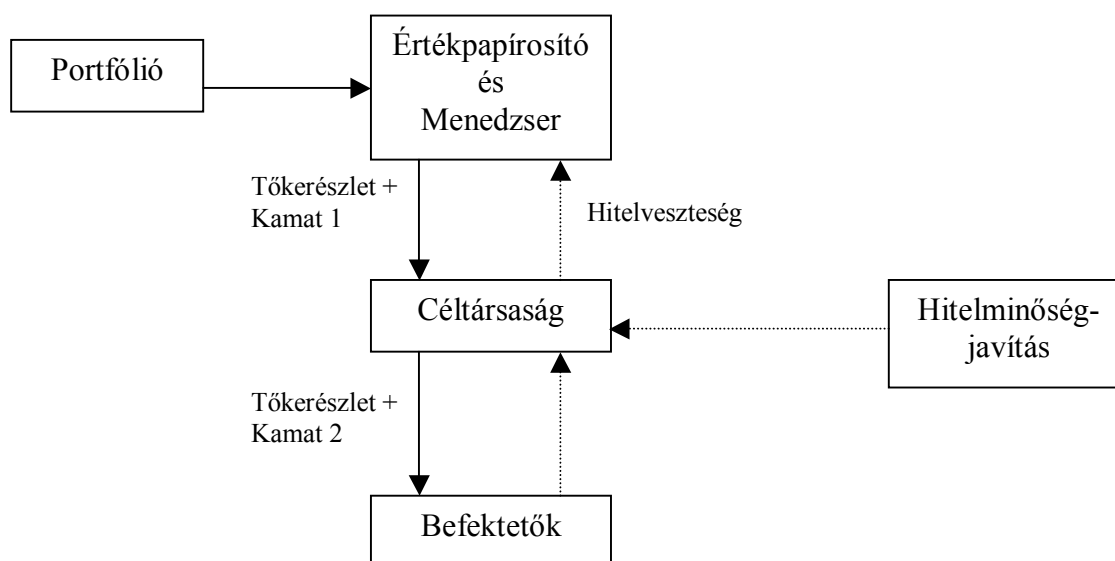 Portfólió
Értékpapírosító
és
Menedzser
Tőkerészlet +
Kamat 1
Hitelveszteség
Céltársaság
Hitelminőség-
javítás
Tőkerészlet +
Kamat 2
Befektetők